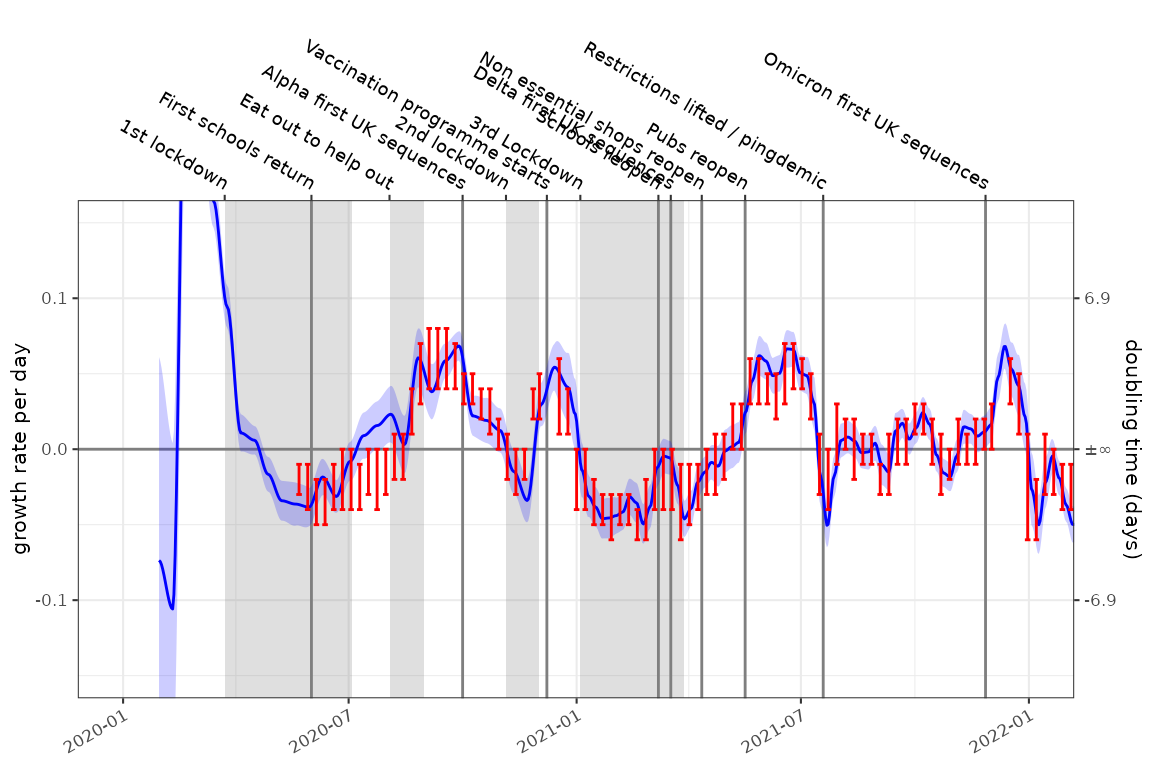 1st lockdown
First schools return
Eat out to help out
Alpha first UK sequences
2nd lockdown
Vaccination programme starts
3rd Lockdown
Schools reopen
Delta first UK sequences
Non essential shops reopen
Pubs reopen
Restrictions lifted / pingdemic
Omicron first UK sequences
growth rate per day
0.1
0.0
-0.1
6.9
±∞
-6.9
doubling time (days)
2020-01
2020-07
2021-01
2021-07
2022-01